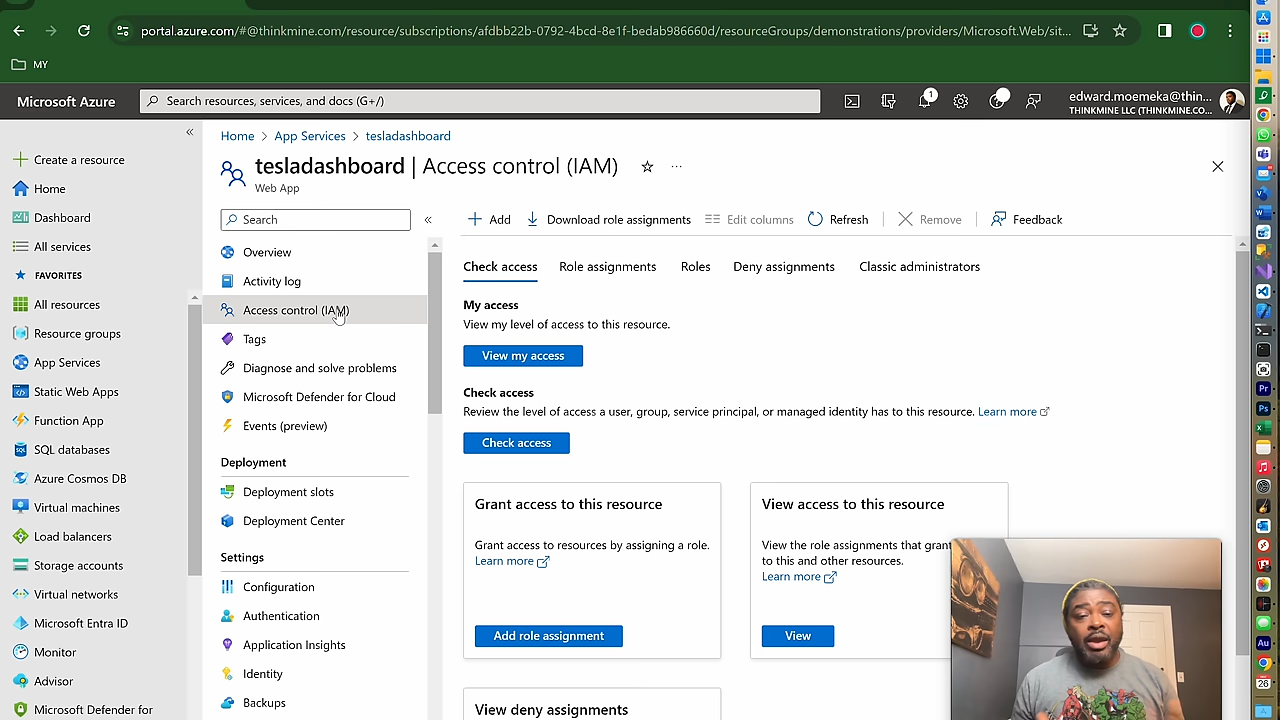 portal.azure.com/#@thinkmine.com/resource/subscriptions/afdbb22b-0792-4bcd-8e1f-bedab986660d/resourceGroups/demonstrations/providers/Microsoft.Web/sit...
MY
Microsoft Azure
Search resources, services, and docs (G+/)
1
edward.moemeka@thin...
THINKMINE LLC (THINKMINE.CO...
Create a resource
Home
Dashboard
All services
FAVORITES
All resources
Resource groups
App Services
Static Web Apps
Function App
SQL databases
Azure Cosmos DB
Virtual machines
Load balancers
Storage accounts
Virtual networks
Microsoft Entra ID
Monitor
Advisor
Microsoft Defender for
Home > App Services > tesladashboard
tesladashboard | Access control (IAM)
Web App
Search
Overview
Activity log
Access control (IAM)
Tags
Diagnose and solve problems
Microsoft Defender for Cloud
Events (preview)
Deployment
Deployment slots
Deployment Center
Settings
Configuration
Authentication
Application Insights
Identity
Backups
Add Download role assignments Edit columns Refresh Remove Feedback
Check access Role assignments Roles Deny assignments Classic administrators
My access
View my level of access to this resource.
View my access
Check access
Review the level of access a user, group, service principal, or managed identity has to this resource. Learn more
Check access
Grant access to this resource
Grant access to resources by assigning a role.
Learn more
Add role assignment
View access to this resource
View the role assignments that grant
to this and other resources.
Learn more
View
View deny assignments
Pr
Ps
Au
26